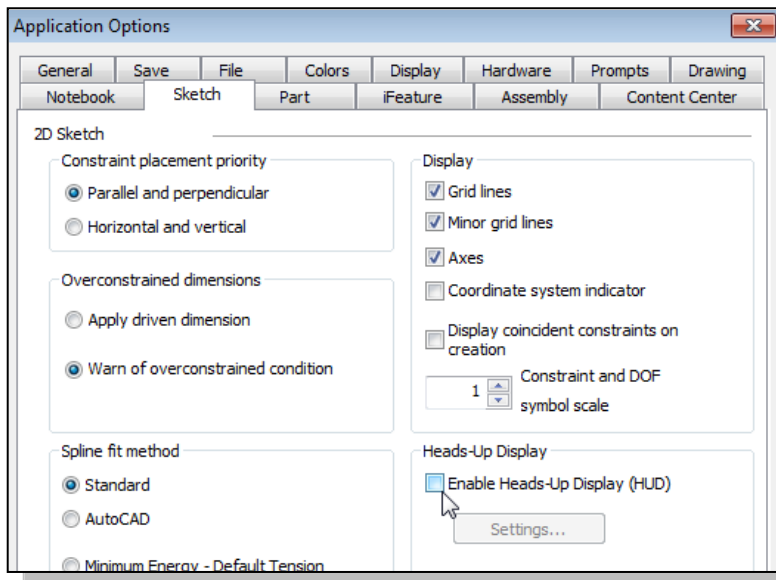 Application Options
General Save File Colors Display Hardware Prompts Drawing
Notebook Sketch Part iFeature Assembly Content Center
2D Sketch
Constraint placement priority
Parallel and perpendicular
Horizontal and vertical
Overconstrained dimensions
Apply driven dimension
Warn of overconstrained condition
Spline fit method
Standard
AutoCAD
Minimum Energy - Default Tension
Display
Grid lines
Minor grid lines
Axes
Coordinate system indicator
Display coincident constraints on
creation
1 Constraint and DOF
symbol scale
Heads-Up Display
Enable Heads-Up Display (HUD)
Settings...